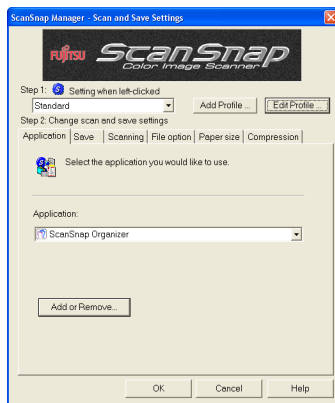 ScanSnap Manager - Scan and Save Settings
FUJITSU ScanSnap
Color Image Scanner
Step 1: Setting when left-clicked
Standard Add Profile ... Edit Profile ...
Step 2: Change scan and save settings
Application Save Scanning File option Paper size Compression
Select the application you would like to use.
Application:
ScanSnap Organizer
Add or Remove...
OK Cancel Help